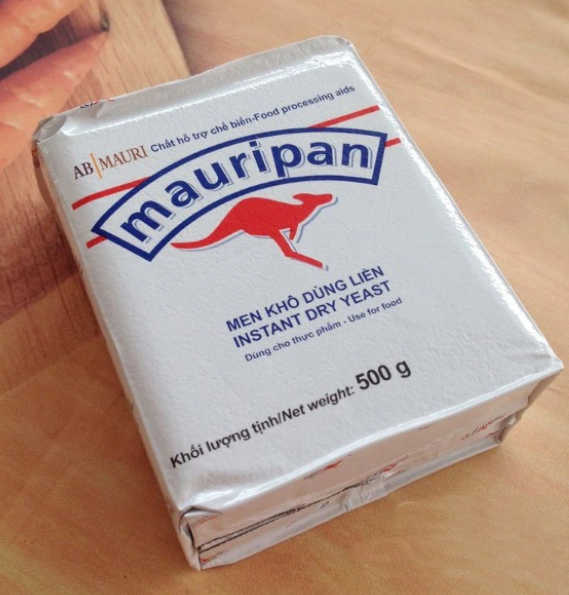 AB|MAURI Chất hỗ trợ chế biến-Food processing aids
mauripan
MEN KHÔ DÙNG LIỀN
INSTANT DRY YEAST
Dùng cho thực phẩm - Use for food
Khối lượng tịnh/Net weight: 500 g